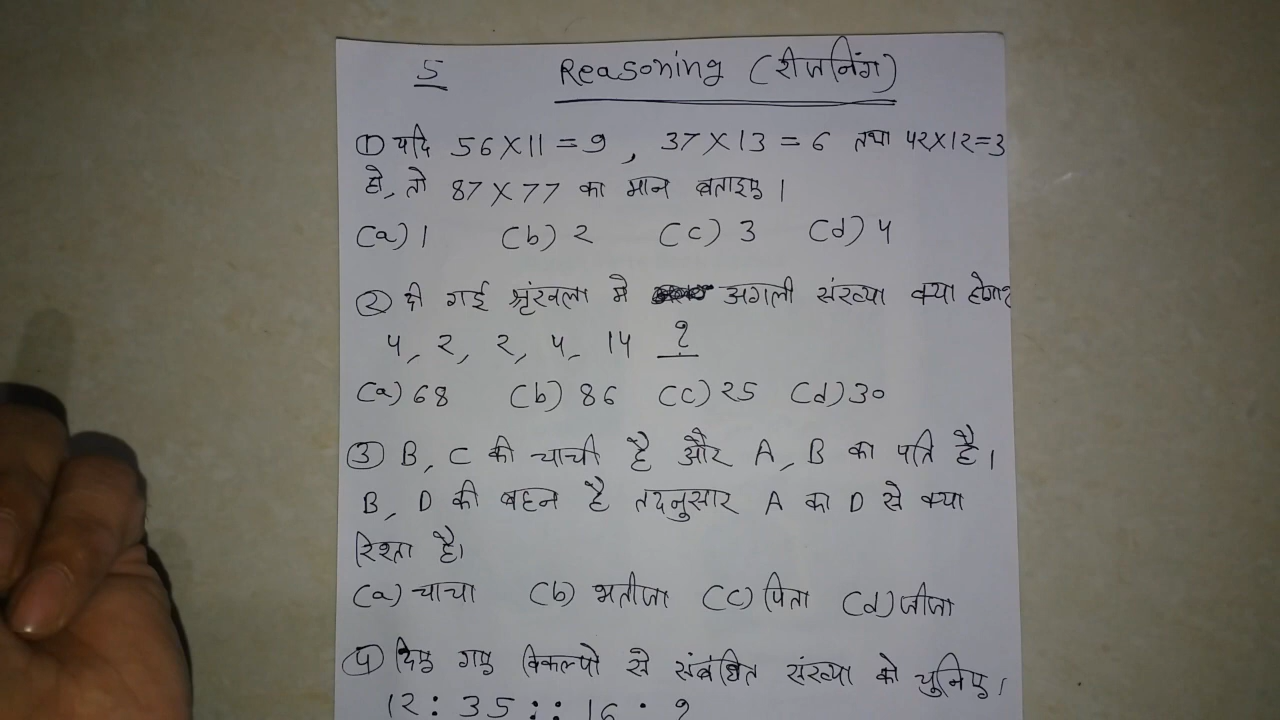 5 Reasoning (रीजनिंग)
① यदि 56×11=9, 37×13=6 तथा 42×12=3
हो, तो 87×77 का मान बताइए।
(a) 1 (b) 2 (c) 3 (d) 4
② दी गई श्रृंखला मे अगली संख्या क्या होगा?
4, 2, 2, 4, 14 ?
(a) 68 (b) 86 (c) 25 (d) 30
③ B, C की चाची है और A, B का पति है।
B, D की बहन है तदनुसार A का D से क्या
रिश्ता है।
(a) चाचा (b) भतीजा (c) पिता (d) जीजा
④ दिए गए विकल्पो से संबंधित संख्या को चुनिए।
12 : 35 :: 16 : ?